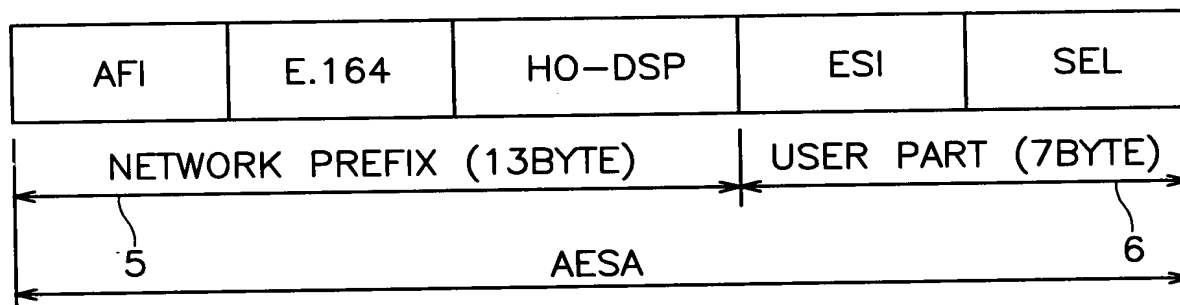 AFI E.164 HO-DSP ESI SEL
NETWORK PREFIX (13BYTE) USER PART (7BYTE)
5 6
AESA